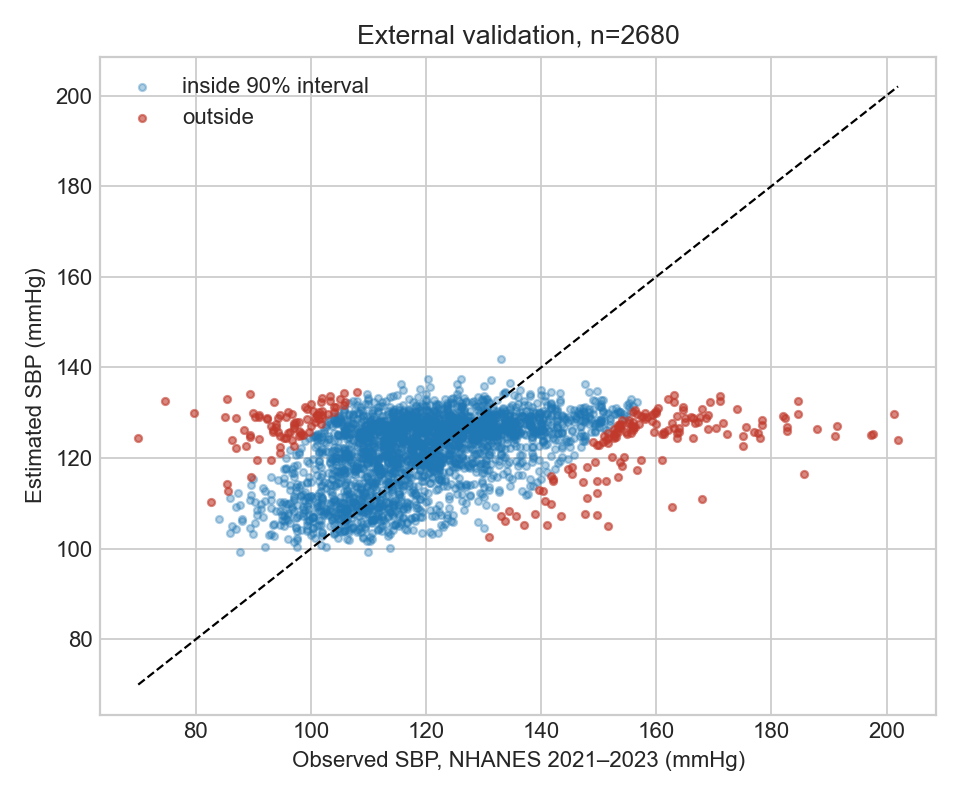 External validation, n=2680
inside 90% interval
outside
200
180
160
140
120
100
80
Estimated SBP (mmHg)
80 100 120 140 160 180 200
Observed SBP, NHANES 2021–2023 (mmHg)